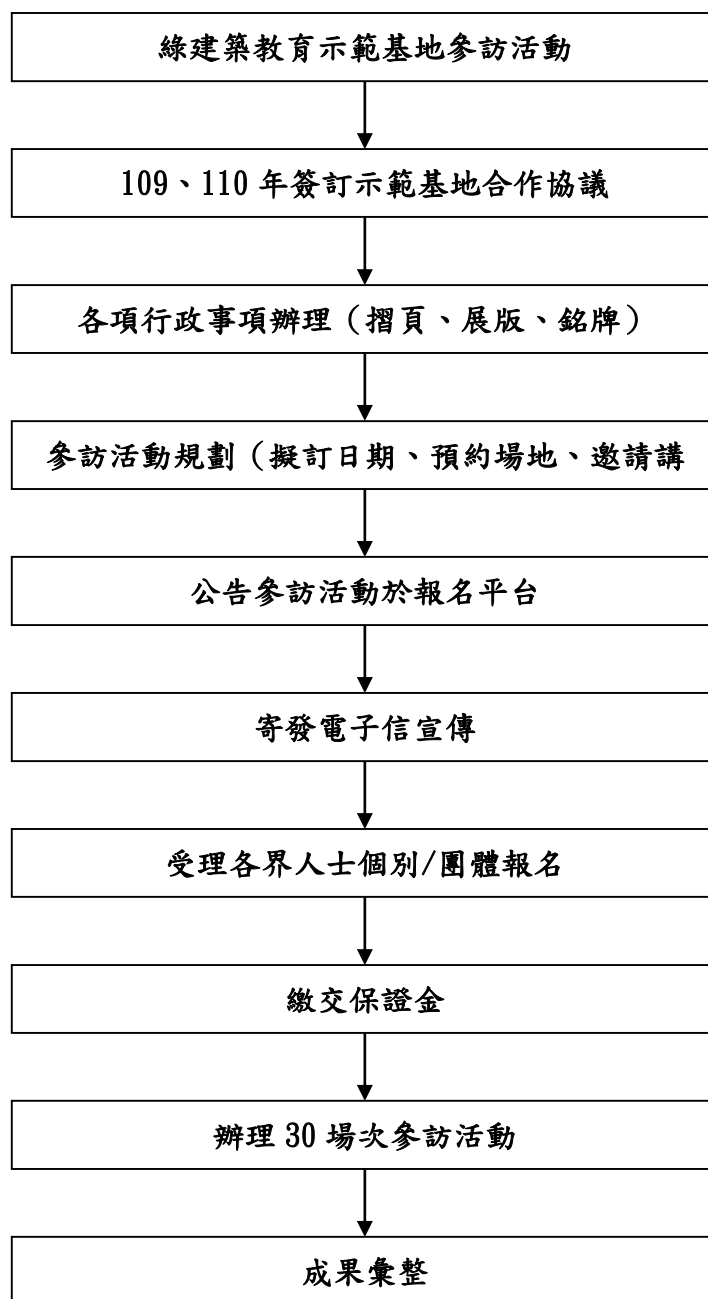 綠建築教育示範基地參訪活動
109、110 年簽訂示範基地合作協議
各項行政事項辦理（摺頁、展版、銘牌）
參訪活動規劃（擬訂日期、預約場地、邀請講
公告參訪活動於報名平台
寄發電子信宣傳
受理各界人士個別/團體報名
繳交保證金
辦理 30 場次參訪活動
成果彙整